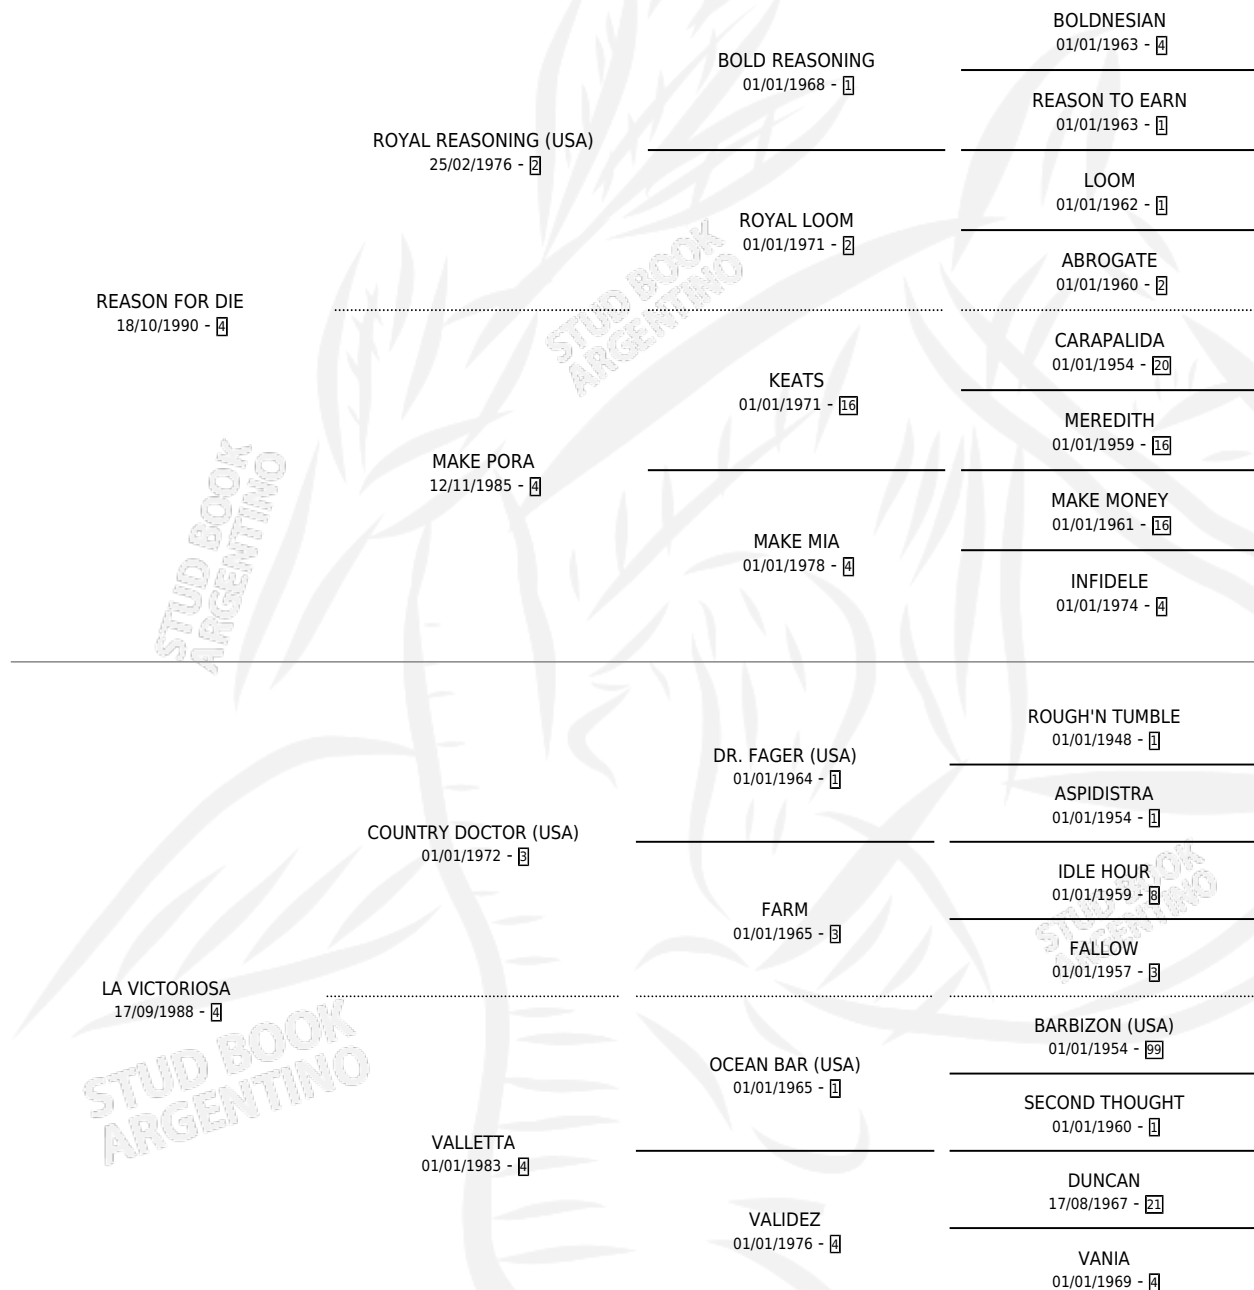 BOLDNESIAN
01/01/1963 - 4
BOLD REASONING
01/01/1968 - 1
REASON TO EARN
01/01/1963 - 1
ROYAL REASONING (USA)
25/02/1976 - 2
LOOM
01/01/1962 - 1
ROYAL LOOM
01/01/1971 - 2
ABROGATE
01/01/1960 - 2
REASON FOR DIE
18/10/1990 - 4
CARAPALIDA
01/01/1954 - 20
KEATS
01/01/1971 - 16
MEREDITH
01/01/1959 - 16
MAKE PORA
12/11/1985 - 4
MAKE MONEY
01/01/1961 - 16
MAKE MIA
01/01/1978 - 4
INFIDELE
01/01/1974 - 4
ROUGH'N TUMBLE
01/01/1948 - 1
DR. FAGER (USA)
01/01/1964 - 1
ASPIDISTRA
01/01/1954 - 1
COUNTRY DOCTOR (USA)
01/01/1972 - 3
IDLE HOUR
01/01/1959 - 8
FARM
01/01/1965 - 3
FALLOW
01/01/1957 - 3
LA VICTORIOSA
17/09/1988 - 4
BARBIZON (USA)
01/01/1954 - 99
OCEAN BAR (USA)
01/01/1965 - 1
SECOND THOUGHT
01/01/1960 - 1
VALLETTA
01/01/1983 - 4
DUNCAN
17/08/1967 - 21
VALIDEZ
01/01/1976 - 4
VANIA
01/01/1969 - 4
STUD BOOK
ARGENTINO
STUD BOOK
ARGENTINO
STUD BOOK
ARGENTINO
STUD BOOK
ARGENTINO